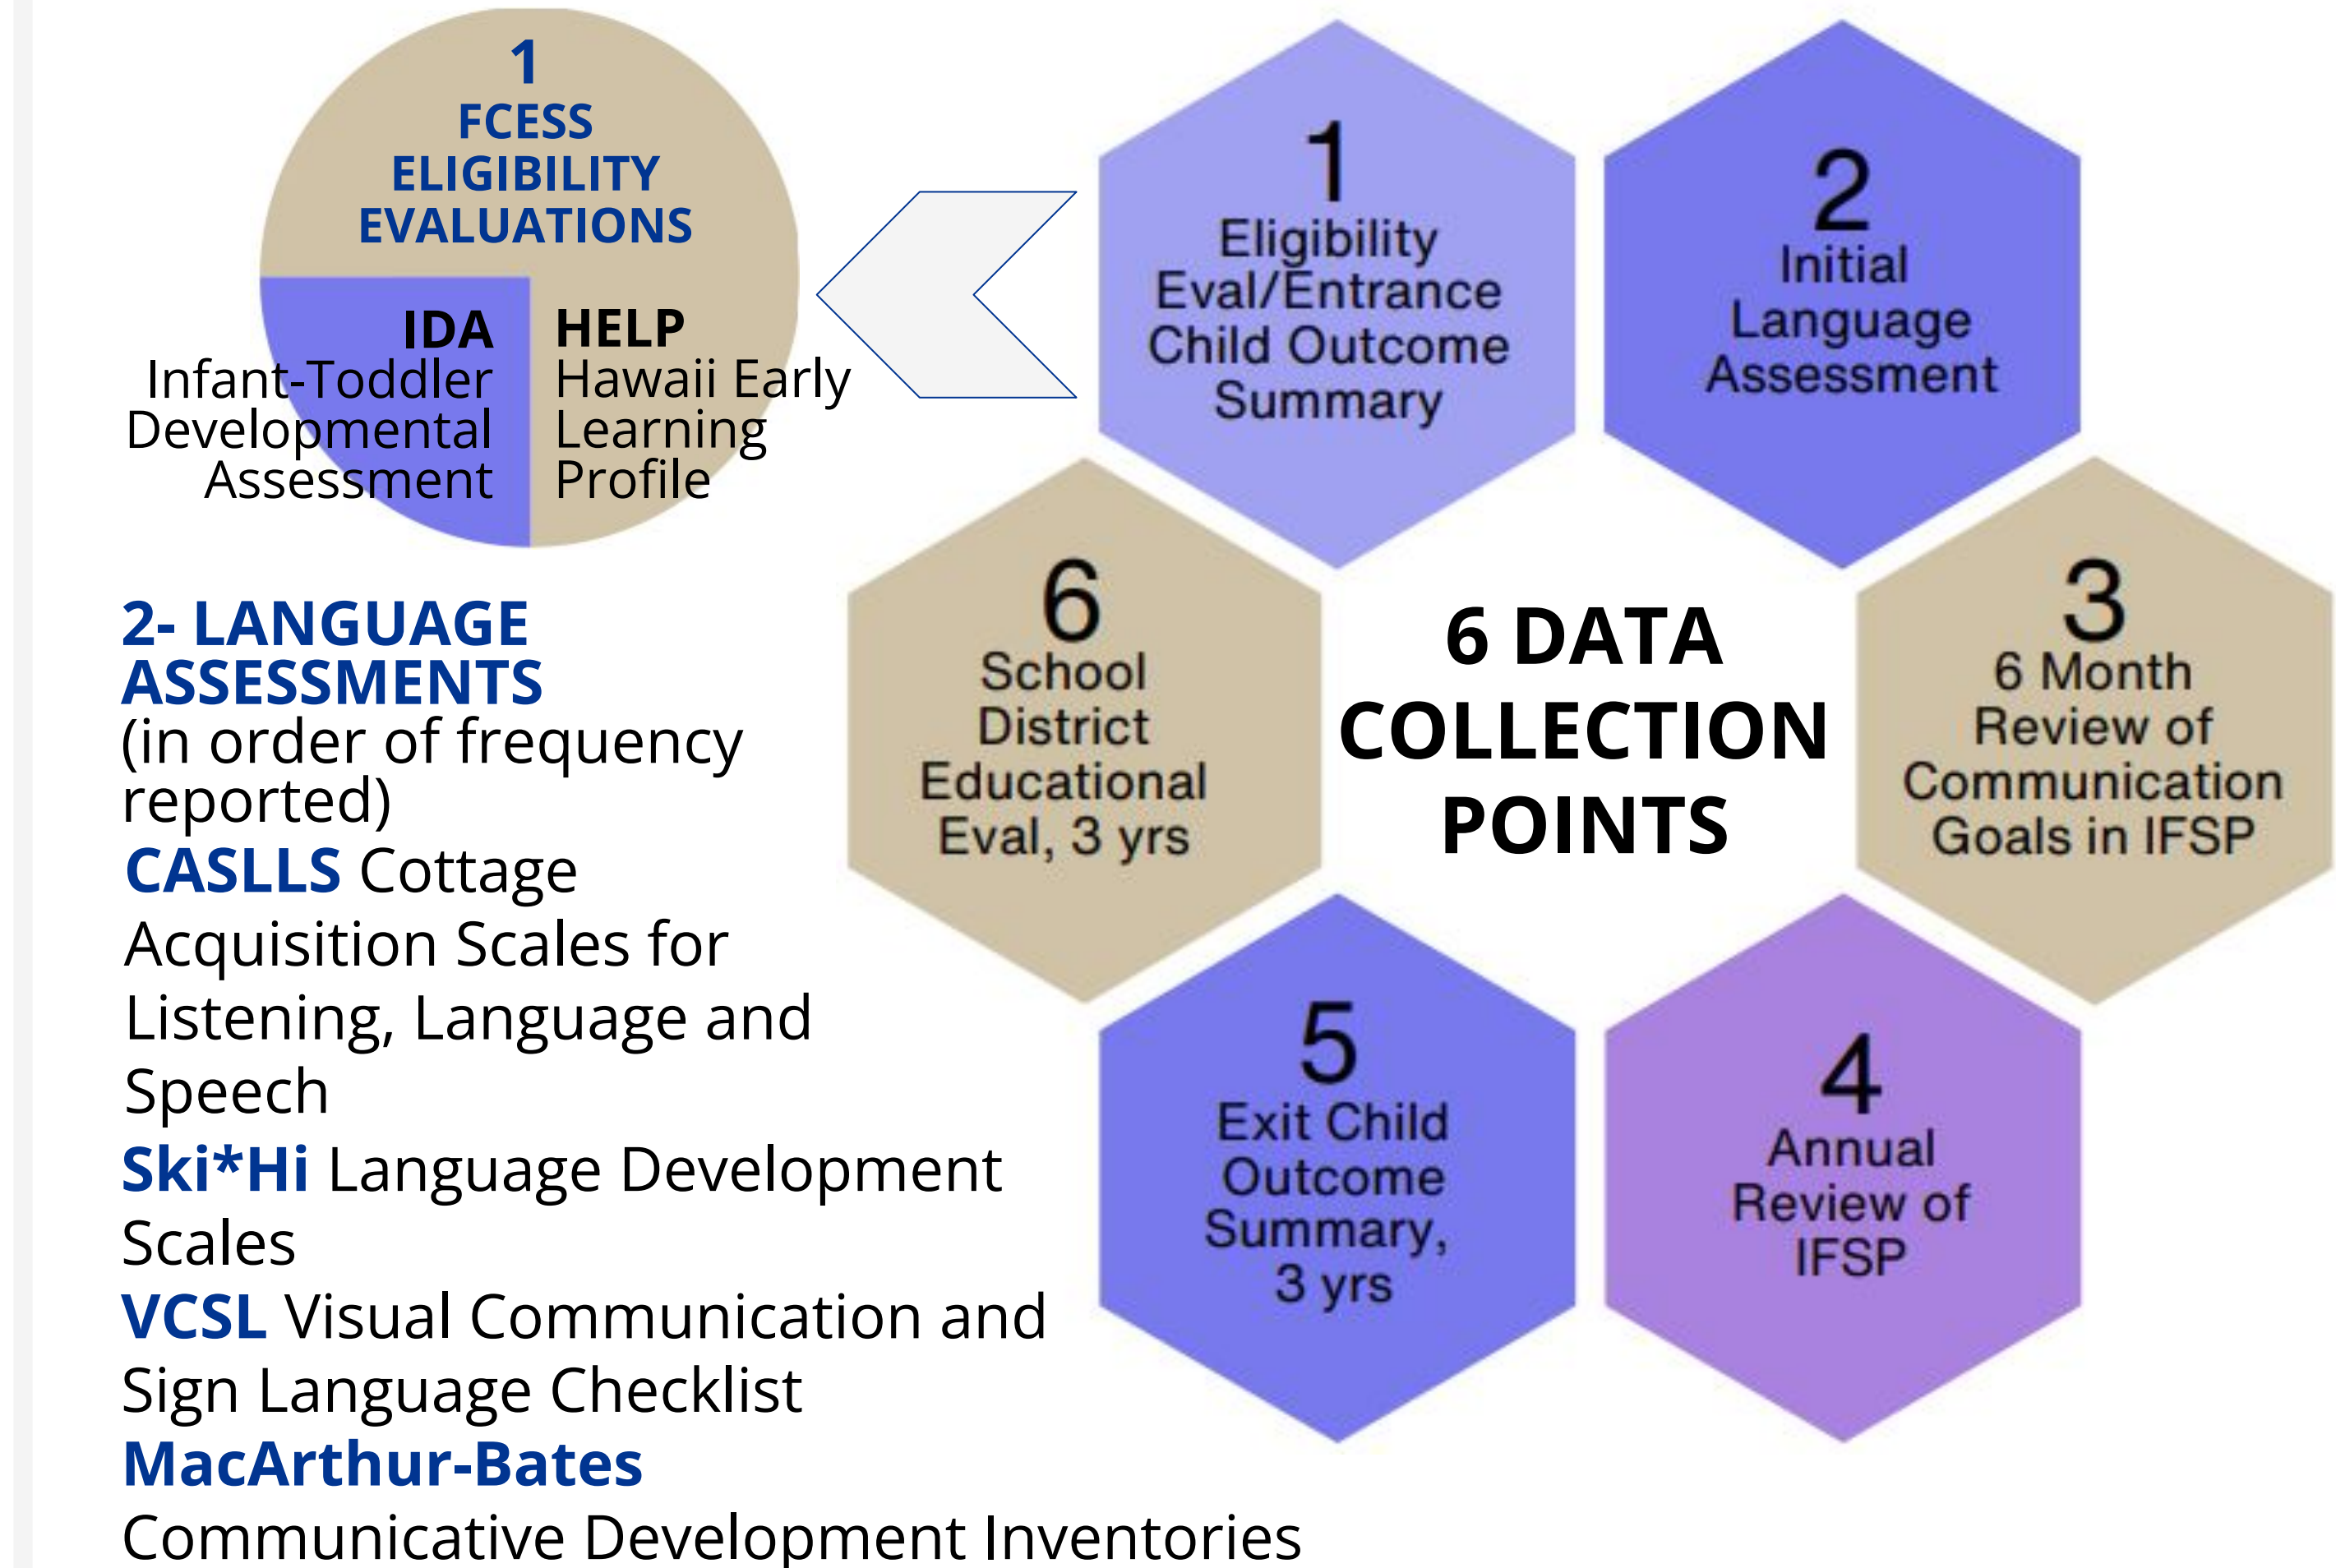 1
FCESS
ELIGIBILITY
EVALUATIONS
IDA
Infant-Toddler
Developmental
Assessment
HELP
Hawaii Early
Learning
Profile
2- LANGUAGE
ASSESSMENTS
(in order of frequency
reported)
CASLLS Cottage
Acquisition Scales for
Listening, Language and
Speech
Ski*Hi Language Development
Scales
VCSL Visual Communication and
Sign Language Checklist
MacArthur-Bates
Communicative Development Inventories
6 DATA
COLLECTION
POINTS
1
Eligibility
Eval/Entrance
Child Outcome
Summary
2
Initial
Language
Assessment
3
6 Month
Review of
Communication
Goals in IFSP
4
Annual
Review of
IFSP
5
Exit Child
Outcome
Summary,
3 yrs
6
School
District
Educational
Eval, 3 yrs